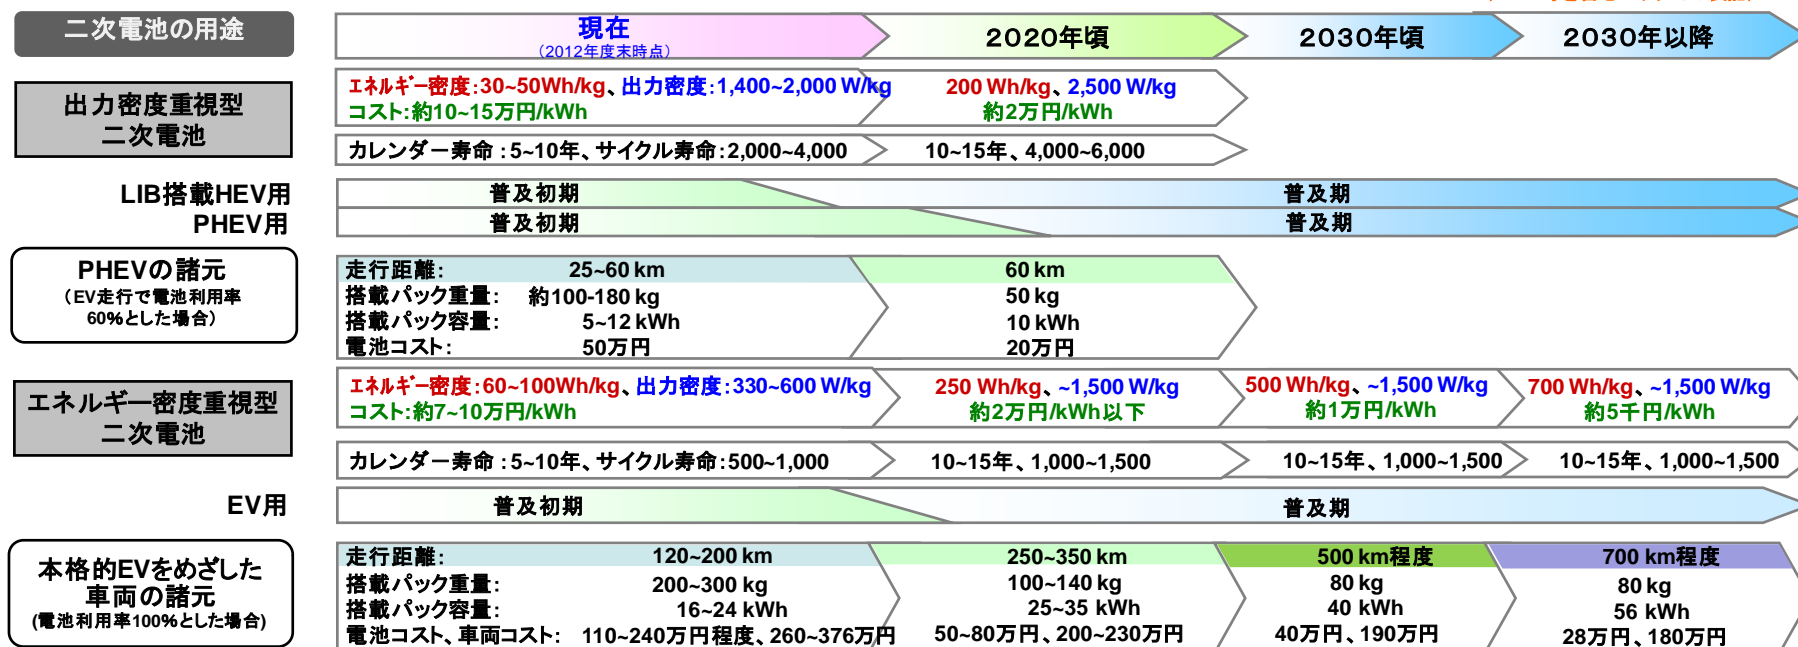 二次電池の用途
現在
(2012年度末時点)
2020年頃
2030年頃
2030年以降
出力密度重視型
二次電池
エネルギー密度:30~50Wh/kg、出力密度:1,400~2,000 W/kg
コスト:約10~15万円/kWh
200 Wh/kg、2,500 W/kg
約2万円/kWh
カレンダー寿命:5~10年、サイクル寿命:2,000~4,000
10~15年、4,000~6,000
LIB搭載HEV用
普及初期
普及期
PHEV用
普及初期
普及期
PHEVの諸元
(EV走行で電池利用率
60%とした場合)
走行距離: 25~60 km 60 km
搭載パック重量: 約100-180 kg 50 kg
搭載パック容量: 5~12 kWh 10 kWh
電池コスト: 50万円 20万円
エネルギー密度重視型
二次電池
エネルギー密度:60~100Wh/kg、出力密度:330~600 W/kg
コスト:約7~10万円/kWh
250 Wh/kg、~1,500 W/kg
約2万円/kWh以下
500 Wh/kg、~1,500 W/kg
約1万円/kWh
700 Wh/kg、~1,500 W/kg
約5千円/kWh
カレンダー寿命:5~10年、サイクル寿命:500~1,000
10~15年、1,000~1,500
10~15年、1,000~1,500
10~15年、1,000~1,500
EV用
普及初期
普及期
本格的EVをめざした
車両の諸元
(電池利用率100%とした場合)
走行距離: 120~200 km 250~350 km 500 km程度 700 km程度
搭載パック重量: 200~300 kg 100~140 kg 80 kg 80 kg
搭載パック容量: 16~24 kWh 25~35 kWh 40 kWh 56 kWh
電池コスト、車両コスト: 110~240万円程度、260~376万円 50~80万円、200~230万円 40万円、190万円 28万円、180万円